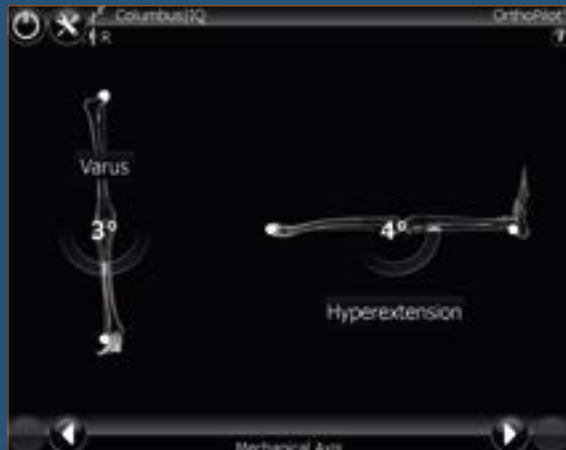 Columbus|IQ
OrthoPilot®
R
?
Varus
3°
4°
Hyperextension
Mechanical Axis